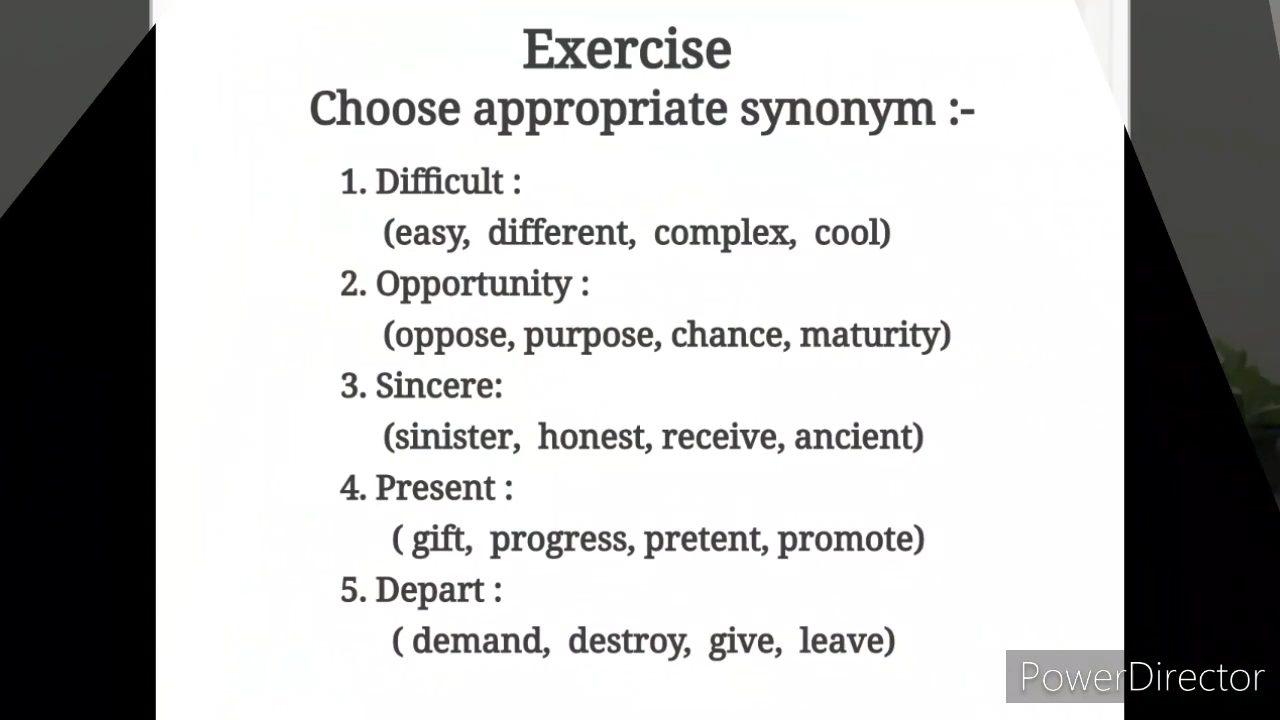 Exercise
Choose appropriate synonym :-
1. Difficult :
(easy, different, complex, cool)
2. Opportunity :
(oppose, purpose, chance, maturity)
3. Sincere:
(sinister, honest, receive, ancient)
4. Present :
( gift, progress, pretent, promote)
5. Depart :
( demand, destroy, give, leave)
PowerDirector